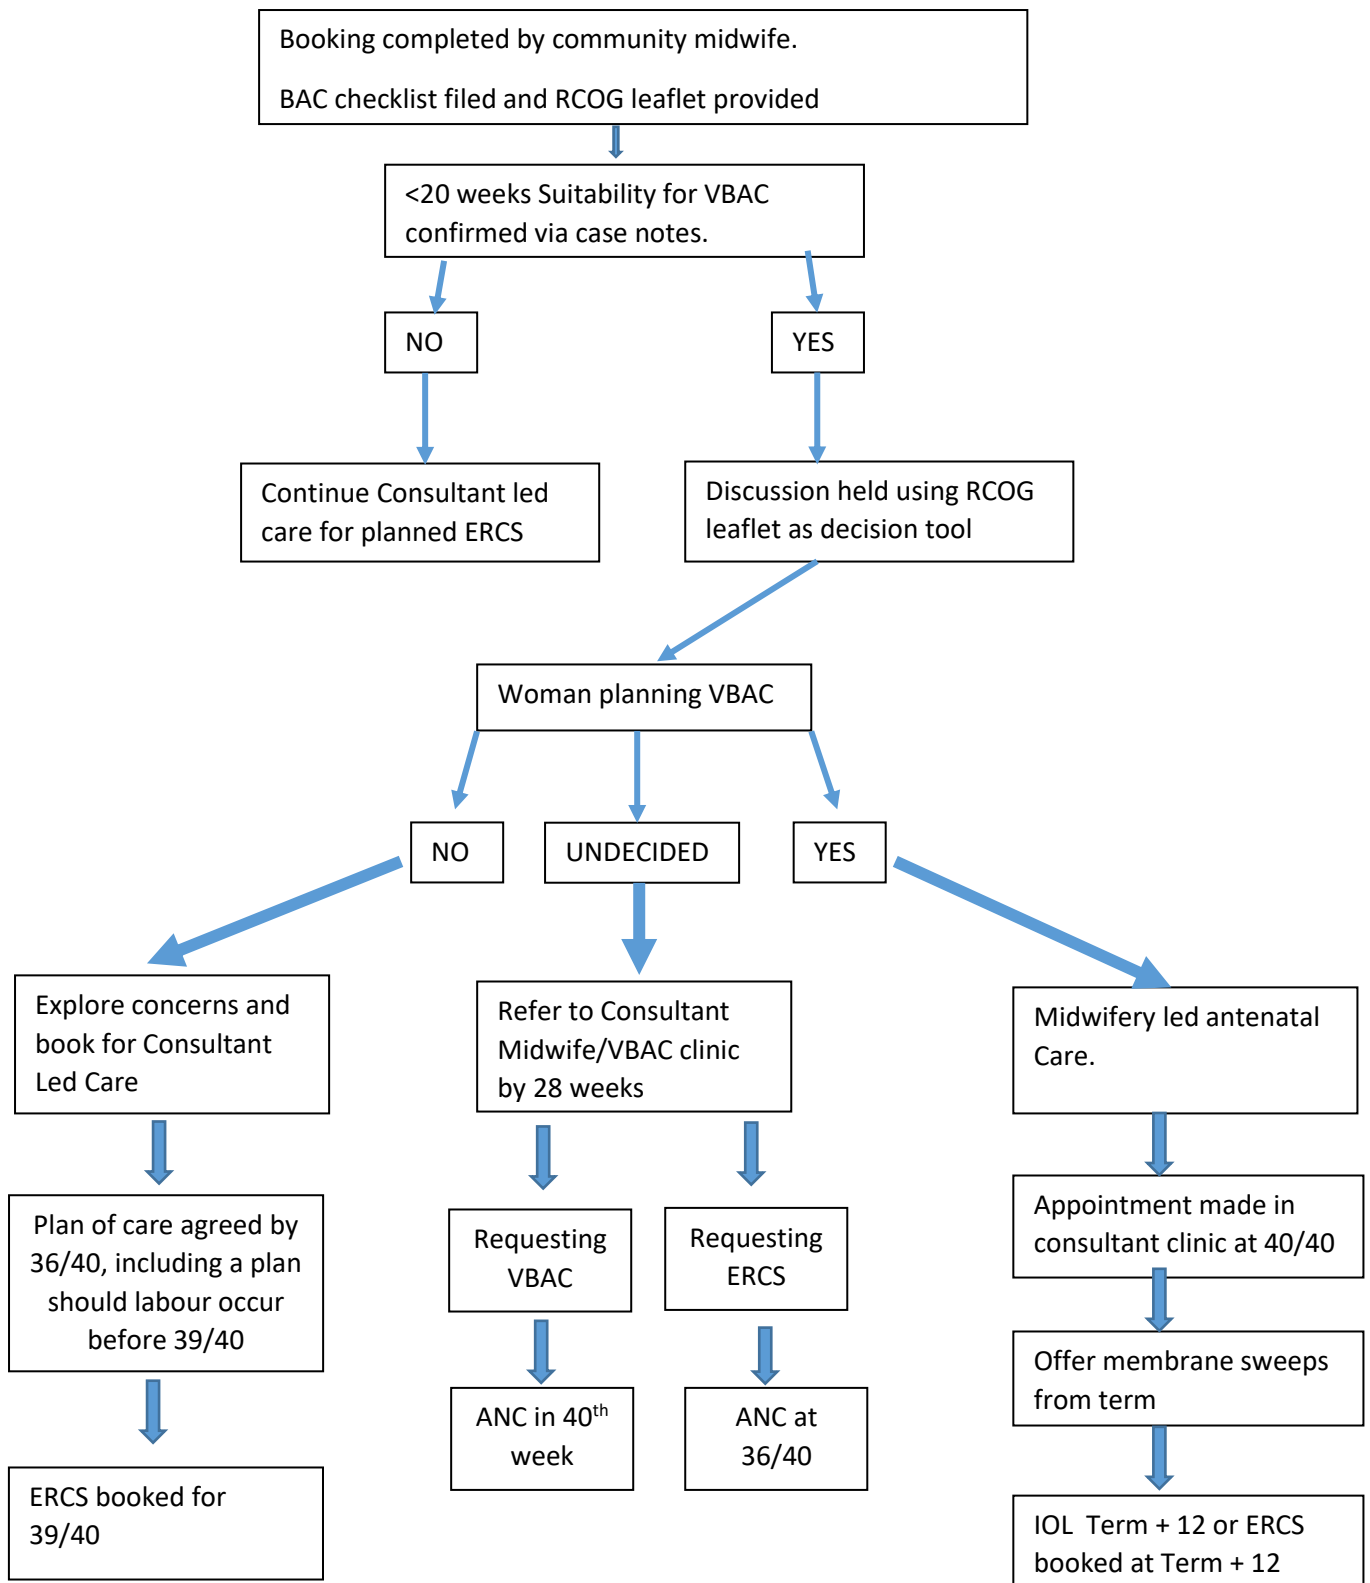 Booking completed by community midwife.
BAC checklist filed and RCOG leaflet provided
<20 weeks Suitability for VBAC
confirmed via case notes.
NO
YES
Continue Consultant led
care for planned ERCS
Discussion held using RCOG
leaflet as decision tool
Woman planning VBAC
NO
UNDECIDED
YES
Explore concerns and
book for Consultant
Led Care
Refer to Consultant
Midwife/VBAC clinic
by 28 weeks
Midwifery led antenatal
Care.
Plan of care agreed by
36/40, including a plan
should labour occur
before 39/40
Requesting
VBAC
Requesting
ERCS
Appointment made in
consultant clinic at 40/40
Offer membrane sweeps
from term
ANC in 40th
week
ANC at
36/40
ERCS booked for
39/40
IOL  Term + 12 or ERCS
booked at Term + 12